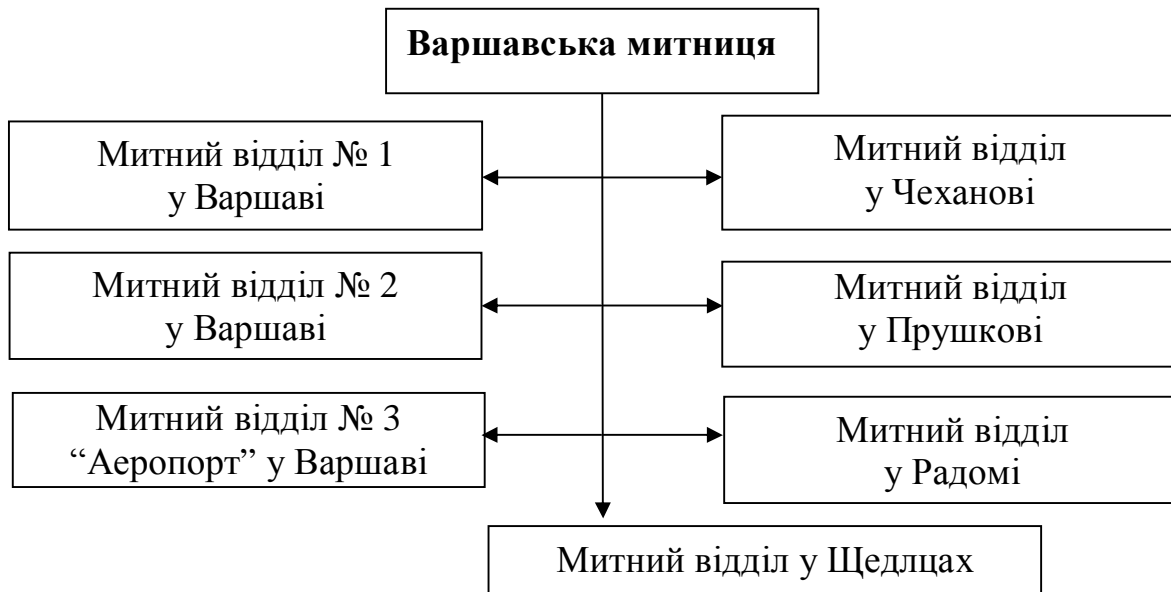 Варшавська митниця
Митний відділ № 1
у Варшаві
Митний відділ
у Чеханові
Митний відділ № 2
у Варшаві
Митний відділ
у Прушкові
Митний відділ № 3
“Аеропорт” у Варшаві
Митний відділ
у Радомі
Митний відділ у Щедлцах